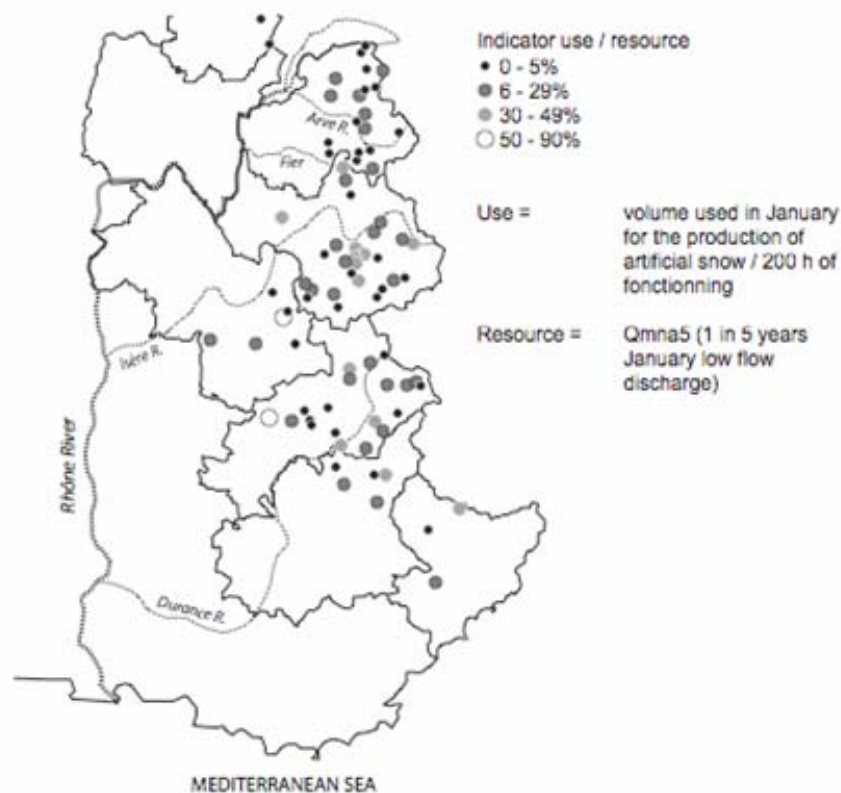 Indicator use / resource
0 - 5%
6 - 29%
30 - 49%
50 - 90%
Use = volume used in January
for the production of
artificial snow / 200 h of
fonctionning
Resource = Qmna5 (1 in 5 years
January low flow
discharge)
Arve R.
Fier
Isère R.
Rhône River
Durance R.
MEDITERRANEAN SEA